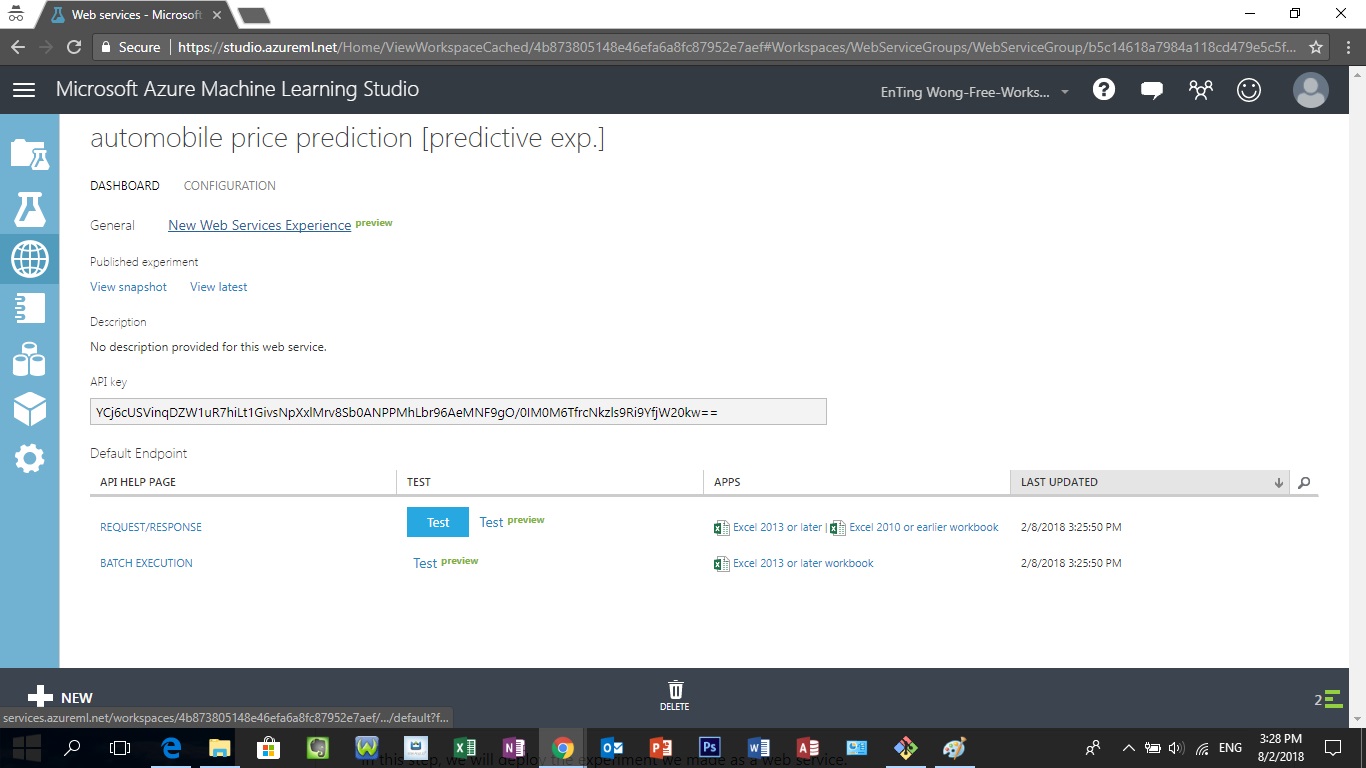 Web services - Microsoft
Secure | https://studio.azureml.net/Home/ViewWorkspaceCached/4b873805148e46efa6a8fc87952e7aef#Workspaces/WebServiceGroups/WebServiceGroup/b5c14618a7984a118cd479e5c5f...
Microsoft Azure Machine Learning Studio
EnTing Wong-Free-Works...
automobile price prediction [predictive exp.]
DASHBOARD CONFIGURATION
General New Web Services Experience preview
Published experiment
View snapshot View latest
Description
No description provided for this web service.
API key
YCj6cUSVinqDZW1uR7hiLt1GivsNpXxlMrv8Sb0ANPPMhLbr96AeMNF9gO/0IM0M6TfrcNkzls9Ri9YfjW20kw==
Default Endpoint
API HELP PAGE TEST APPS LAST UPDATED
REQUEST/RESPONSE Test Test preview Excel 2013 or later | Excel 2010 or earlier workbook 2/8/2018 3:25:50 PM
BATCH EXECUTION Test preview Excel 2013 or later workbook 2/8/2018 3:25:50 PM
NEW DELETE 2
services.azureml.net/workspaces/4b873805148e46efa6a8fc87952e7aef/.../default?f...
In this step, we will deploy the experiment we made as a web service.
ENG
3:28 PM
8/2/2018